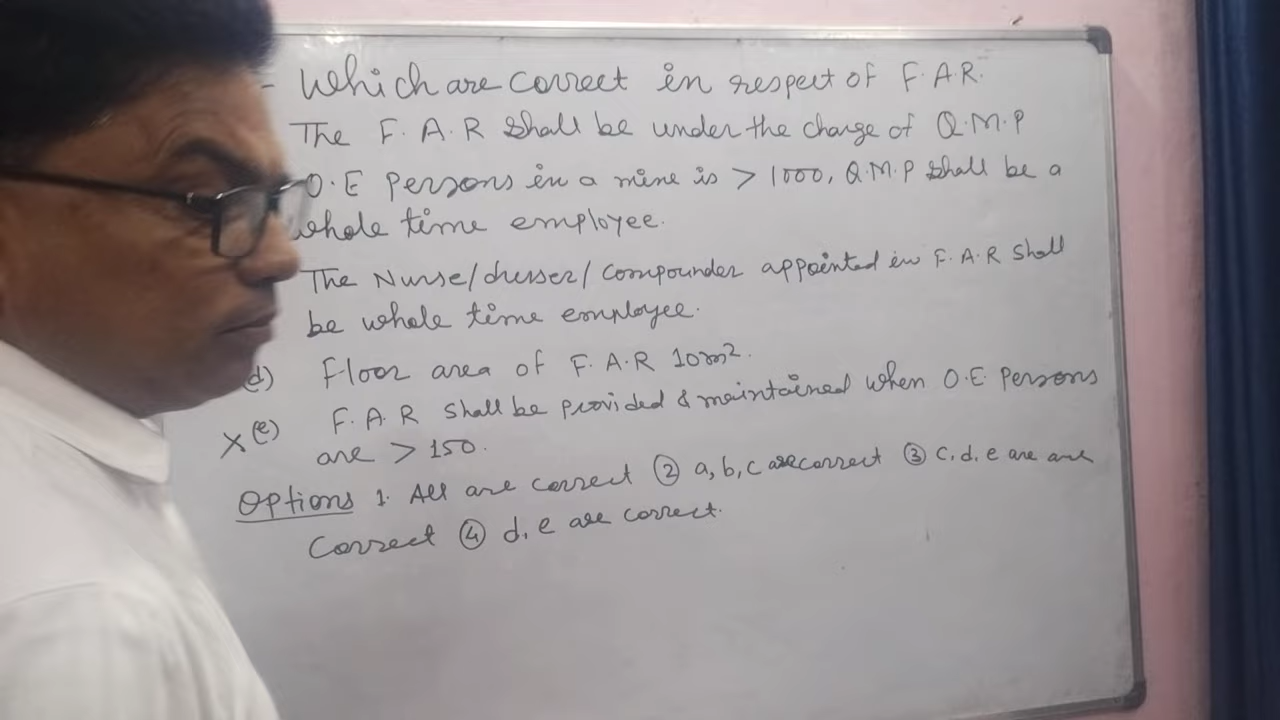 - Which are correct in respect of F.A.R.
The F.A.R shall be under the charge of Q.M.P
O.E persons in a mine is > 1000, Q.M.P shall be a
whole time employee.
The Nurse/dresser/compounder appointed in F.A.R shall
be whole time employee.
d) Floor area of F.A.R 10m².
X (e) F.A.R shall be provided & maintained when O.E. persons
are > 150.
Options 1. All are correct ② a,b,c are correct ③ c,d,e are are
correct ④ d,e are correct.